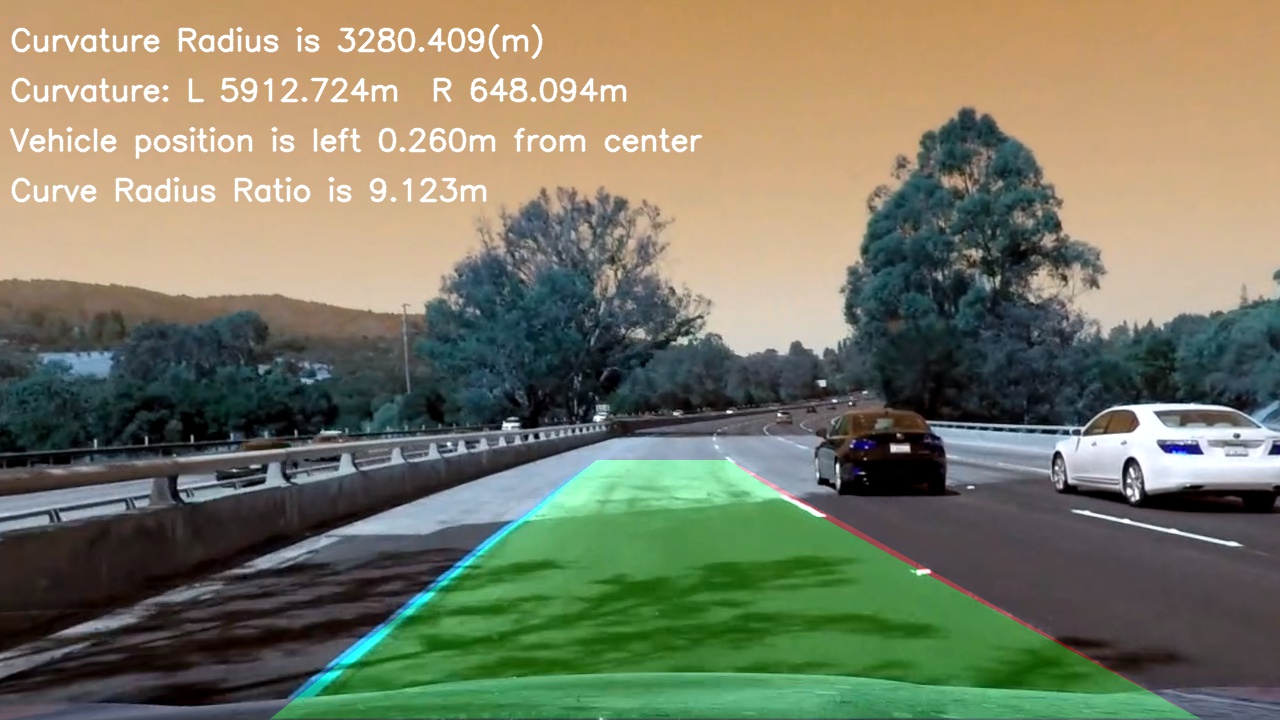 Curvature Radius is 3280.409(m)
Curvature: L 5912.724m R 648.094m
Vehicle position is left 0.260m from center
Curve Radius Ratio is 9.123m